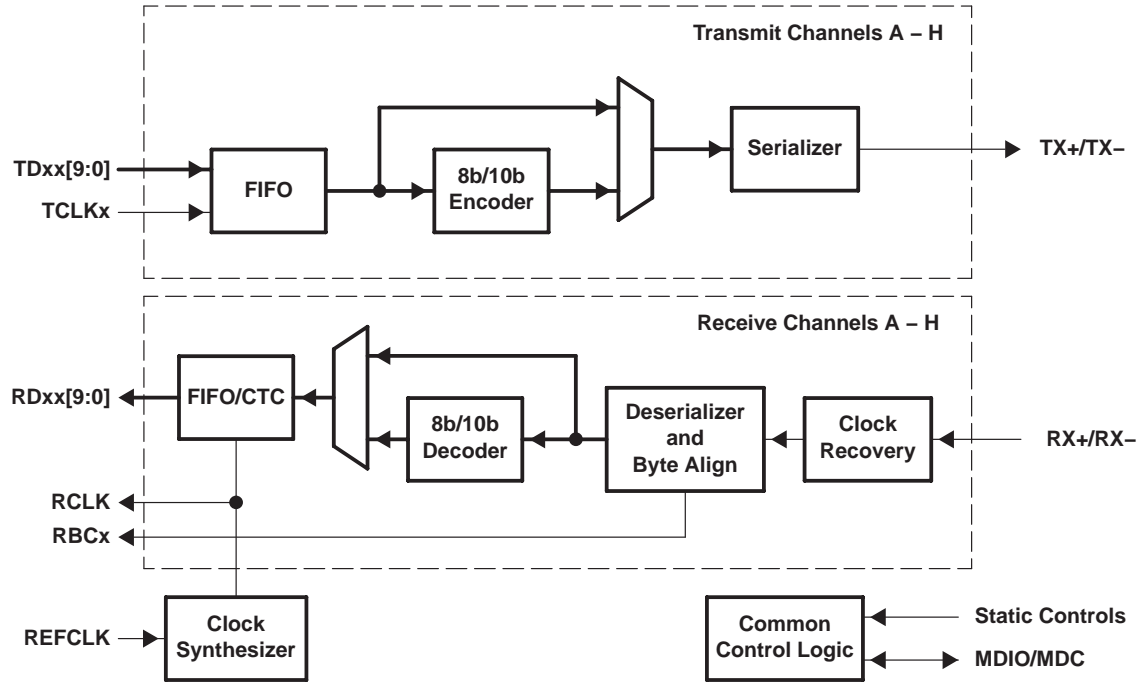 Transmit Channels A – H
TDxx[9:0]
TCLKx
FIFO
8b/10b
Encoder
Serializer
TX+/TX–
Receive Channels A – H
RDxx[9:0]
FIFO/CTC
8b/10b
Decoder
Deserializer
and
Byte Align
Clock
Recovery
RX+/RX–
RCLK
RBCx
REFCLK
Clock
Synthesizer
Common
Control Logic
Static Controls
MDIO/MDC